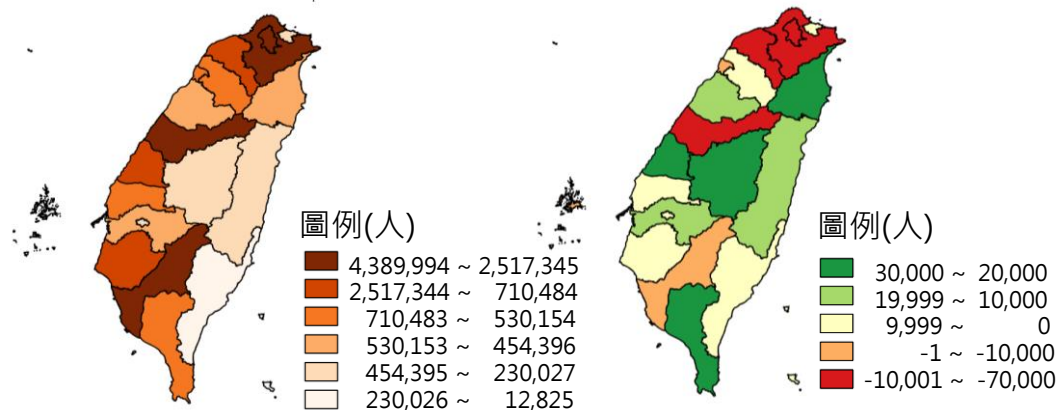 圖例(人)
4,389,994 ~ 2,517,345
2,517,344 ~ 710,484
710,483 ~ 530,154
530,153 ~ 454,396
454,395 ~ 230,027
230,026 ~ 12,825
圖例(人)
30,000 ~ 20,000
19,999 ~ 10,000
9,999 ~ 0
-1 ~ -10,000
-10,001 ~ -70,000